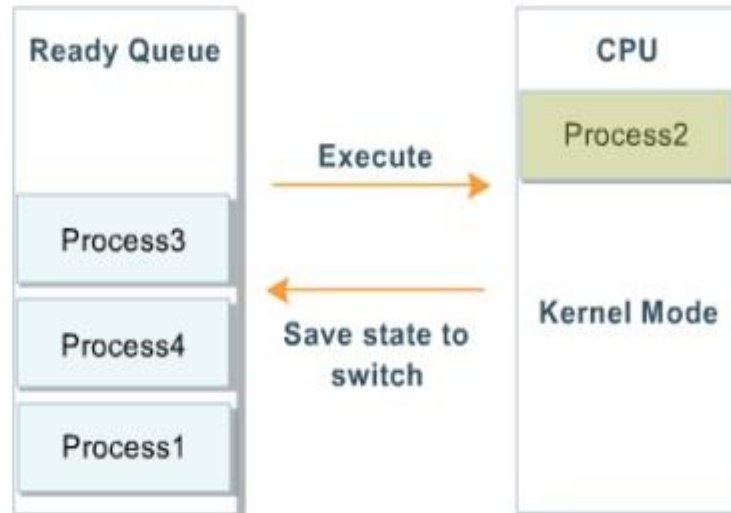 Ready Queue
Process3
Process4
Process1
Execute
Save state to
switch
CPU
Process2
Kernel Mode